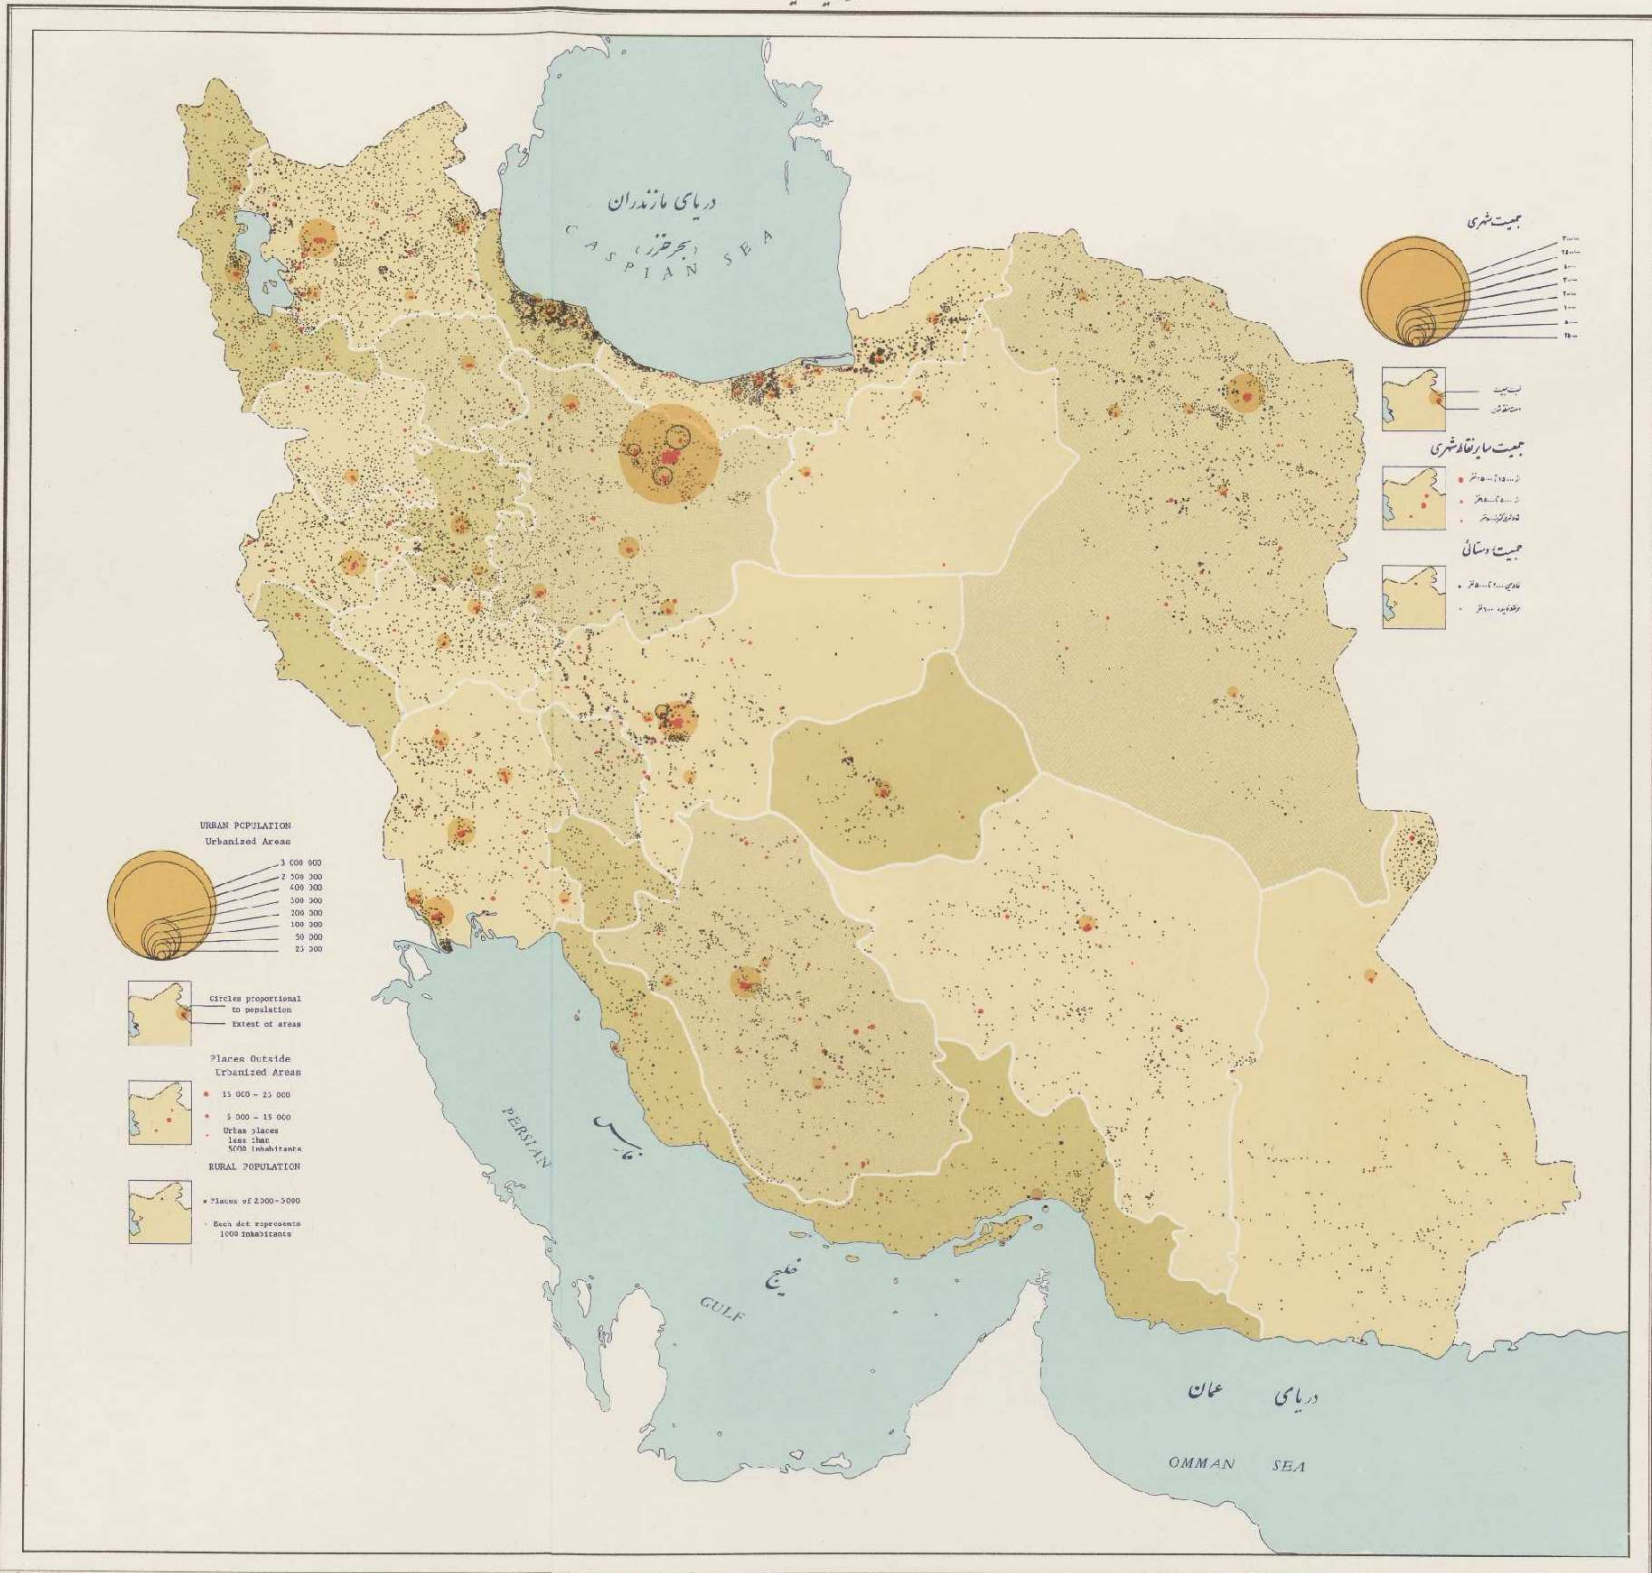 دریای مازندران
(بحر خزر)
CASPIAN SEA
جمعیت شهری
جمعیت سایر نقاط شهری
جمعیت روستائی
URBAN POPULATION
Urbanized Areas
3 000 000
2 500 000
400 000
300 000
200 000
100 000
50 000
25 000
Circles proportional
to population
Extent of areas
Places Outside
Urbanized Areas
15 000 - 25 000
5 000 - 15 000
Urban places
less than
5000 inhabitants
RURAL POPULATION
Places of 2000-5000
Each dot represents
1000 inhabitants
PERSIAN
فارس
خلیج
GULF
دریای عمان
OMMAN SEA